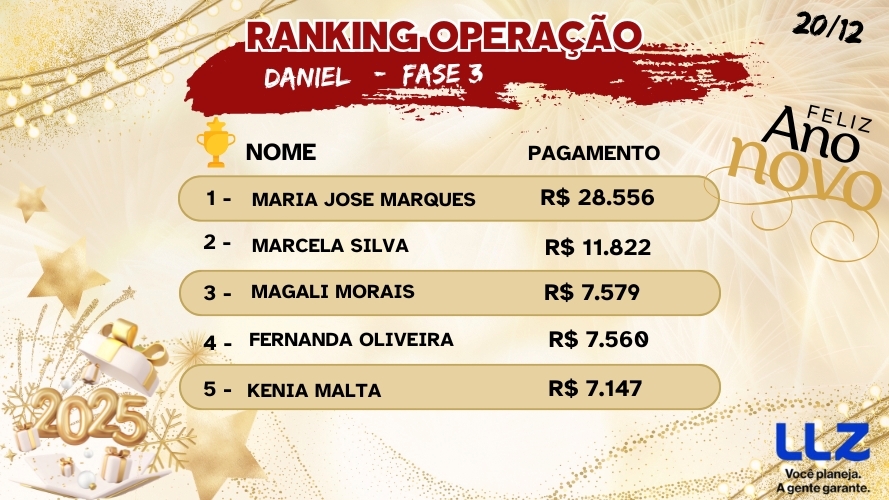 RANKING OPERAÇÃO
20/12
DANIEL - FASE 3
FELIZ
Ano
novo
NOME PAGAMENTO
1 - MARIA JOSE MARQUES R$ 28.556
2 - MARCELA SILVA R$ 11.822
3 - MAGALI MORAIS R$ 7.579
4 - FERNANDA OLIVEIRA R$ 7.560
5 - KENIA MALTA R$ 7.147
2025
LLZ
Você planeja.
A gente garante.